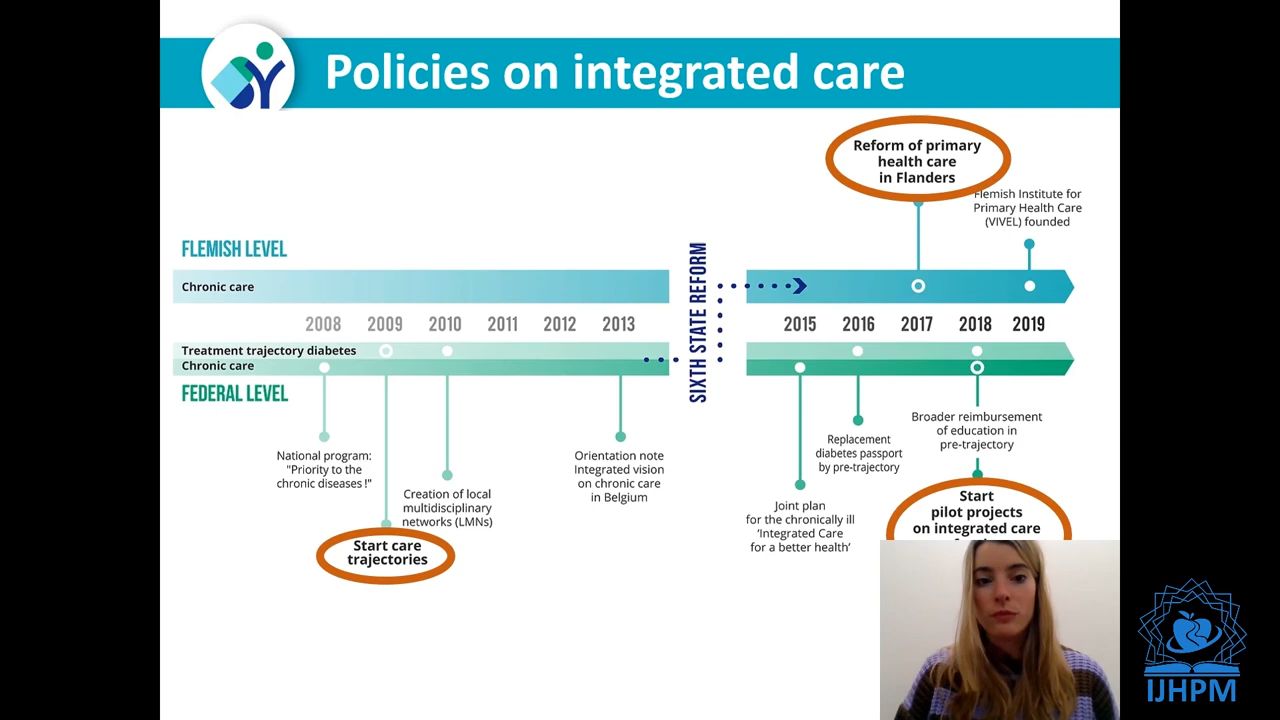 Policies on integrated care
Reform of primary
health care
in Flanders
Flemish Institute for
Primary Health Care
(VIVEL) founded
FLEMISH LEVEL
Chronic care
SIXTH STATE REFORM
2008 2009 2010 2011 2012 2013 2015 2016 2017 2018 2019
Treatment trajectory diabetes
Chronic care
FEDERAL LEVEL
National program:
"Priority to the
chronic diseases !"
Start care
trajectories
Creation of local
multidisciplinary
networks (LMNs)
Orientation note
Integrated vision
on chronic care
in Belgium
Joint plan
for the chronically ill
‘Integrated Care
for a better health’
Replacement
diabetes passport
by pre-trajectory
Broader reimbursement
of education in
pre-trajectory
Start
pilot projects
on integrated care
IJHPM